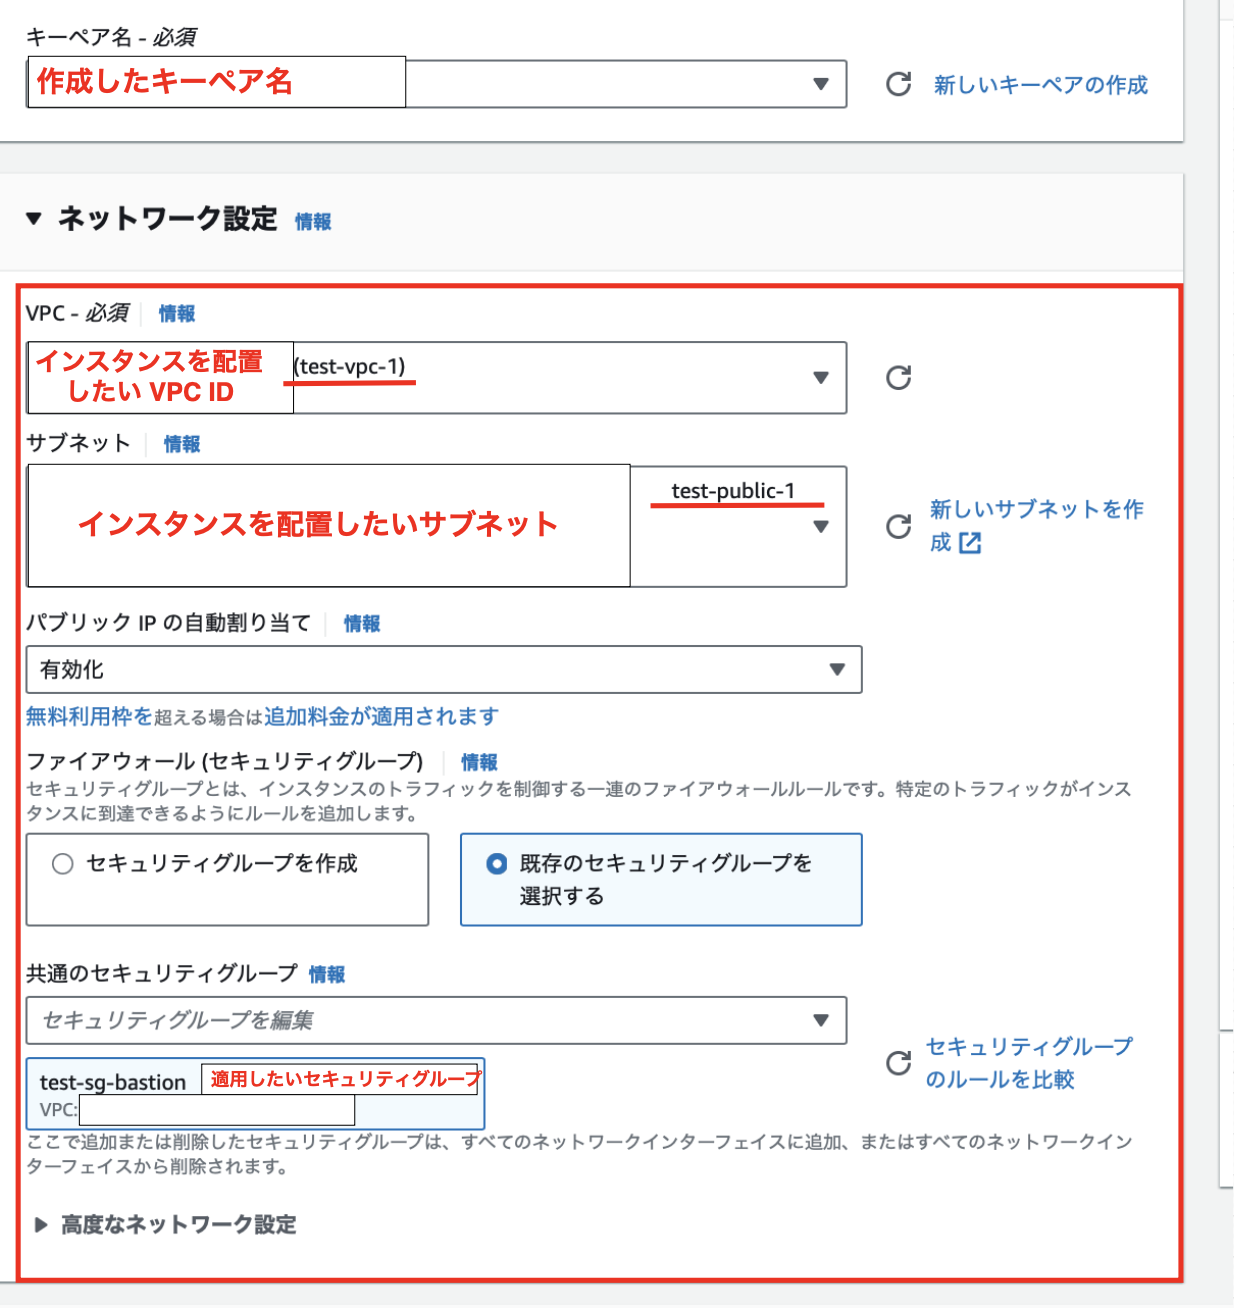 キーペア名 - 必須
作成したキーペア名
新しいキーペアの作成
ネットワーク設定 情報
VPC - 必須 情報
インスタンスを配置
したい VPC ID
(test-vpc-1)
サブネット 情報
インスタンスを配置したいサブネット
test-public-1
新しいサブネットを作
成
パブリック IP の自動割り当て 情報
有効化
無料利用枠を超える場合は追加料金が適用されます
ファイアウォール (セキュリティグループ) 情報
セキュリティグループとは、インスタンスのトラフィックを制御する一連のファイアウォールルールです。特定のトラフィックがインス
タンスに到達できるようにルールを追加します。
セキュリティグループを作成
既存のセキュリティグループを
選択する
共通のセキュリティグループ 情報
セキュリティグループを編集
セキュリティグループ
のルールを比較
test-sg-bastion 適用したいセキュリティグループ
VPC:
ここで追加または削除したセキュリティグループは、すべてのネットワークインターフェイスに追加、またはすべてのネットワークイン
ターフェイスから削除されます。
高度なネットワーク設定